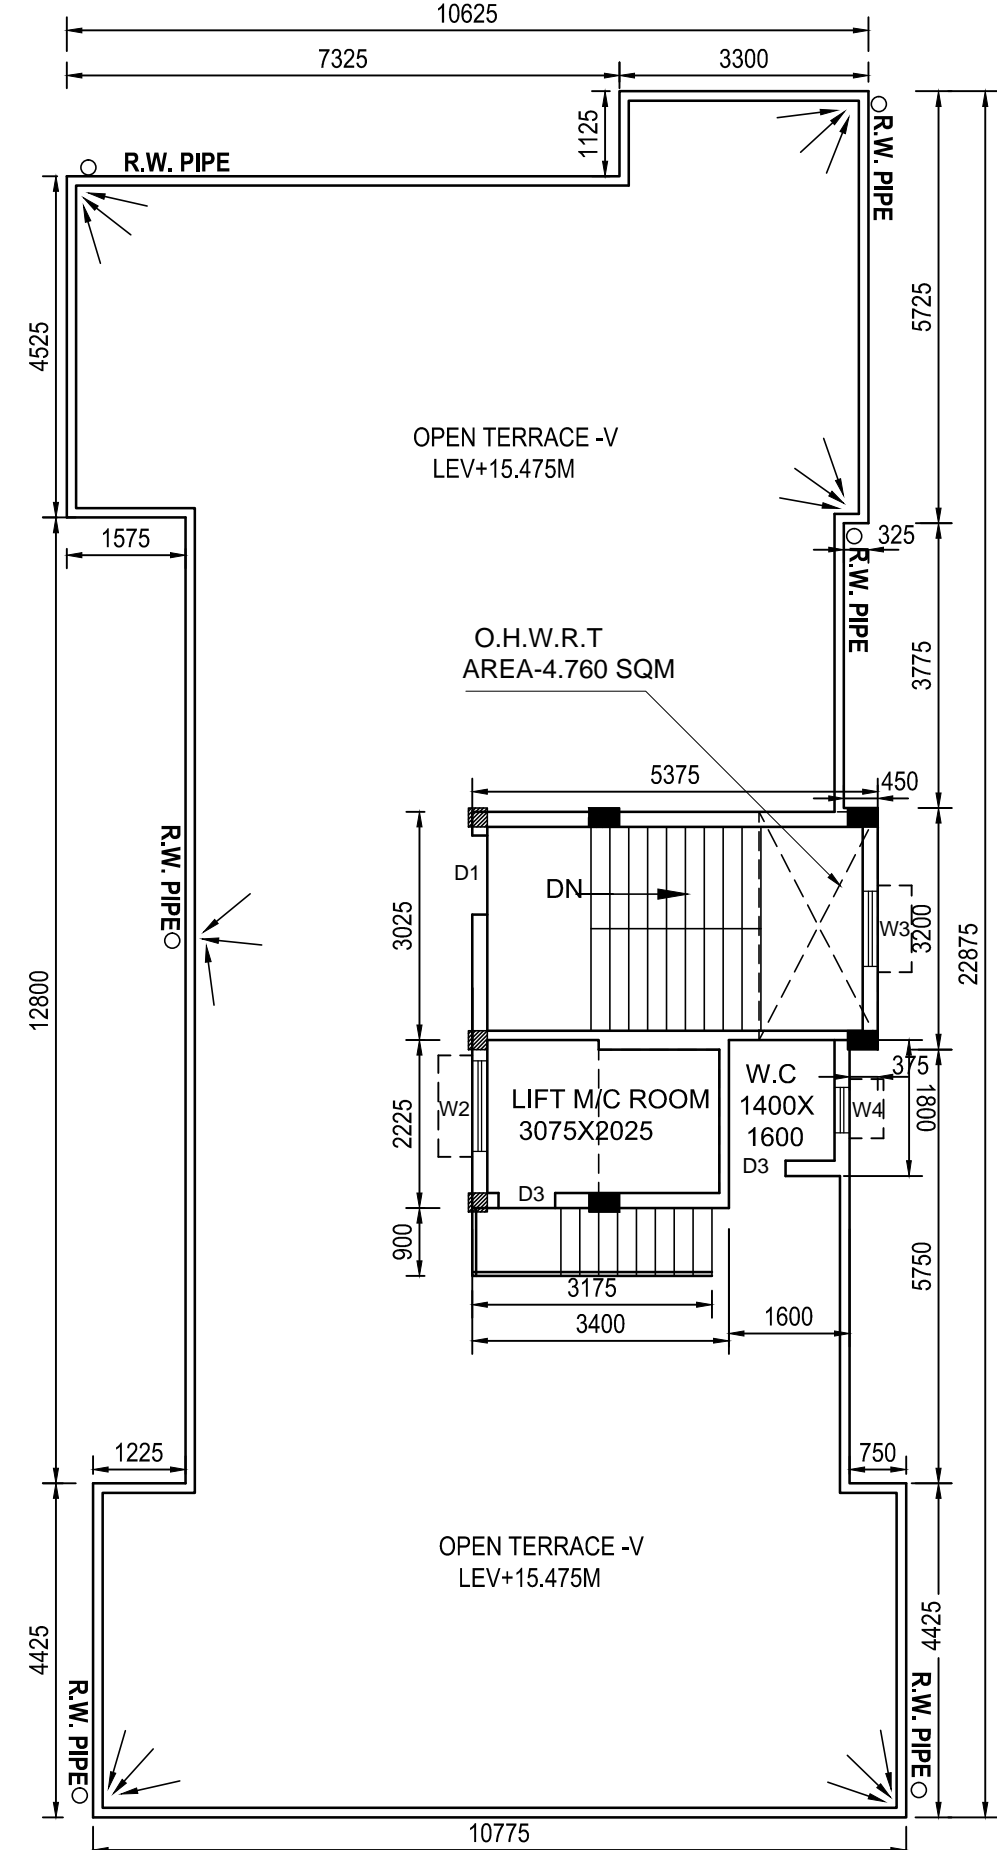 10625
7325
3300
1125
R.W. PIPE
R.W. PIPE
4525
5725
OPEN TERRACE -V
LEV+15.475M
1575
325
R.W. PIPE
O.H.W.R.T
AREA-4.760 SQM
3775
5375
450
R.W. PIPE
D1
DN
3025
W3
3200
22875
12800
W2
2225
LIFT M/C ROOM
3075X2025
W.C
1400X
1600
375
W4
1800
D3
D3
900
3175
3400
1600
5750
1225
750
OPEN TERRACE -V
LEV+15.475M
4425
4425
R.W. PIPE
R.W. PIPE
10775